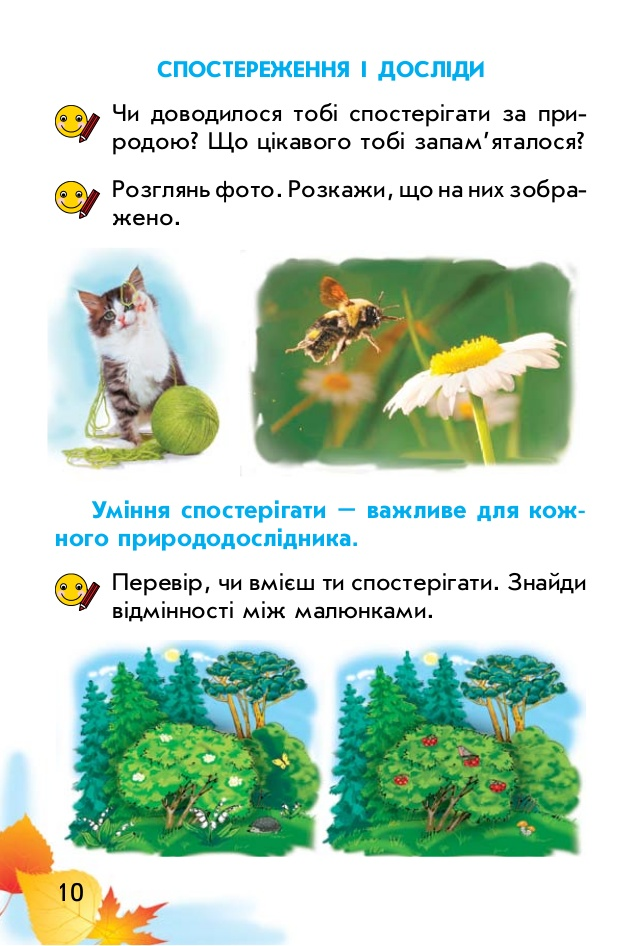 СПОСТЕРЕЖЕННЯ І ДОСЛІДИ
Чи доводилося тобі спостерігати за при-
родою? Що цікавого тобі запам’яталося?
Розглянь фото. Розкажи, що на них зобра-
жено.
Уміння спостерігати — важливе для кож-
ного природодослідника.
Перевір, чи вмієш ти спостерігати. Знайди
відмінності між малюнками.
10